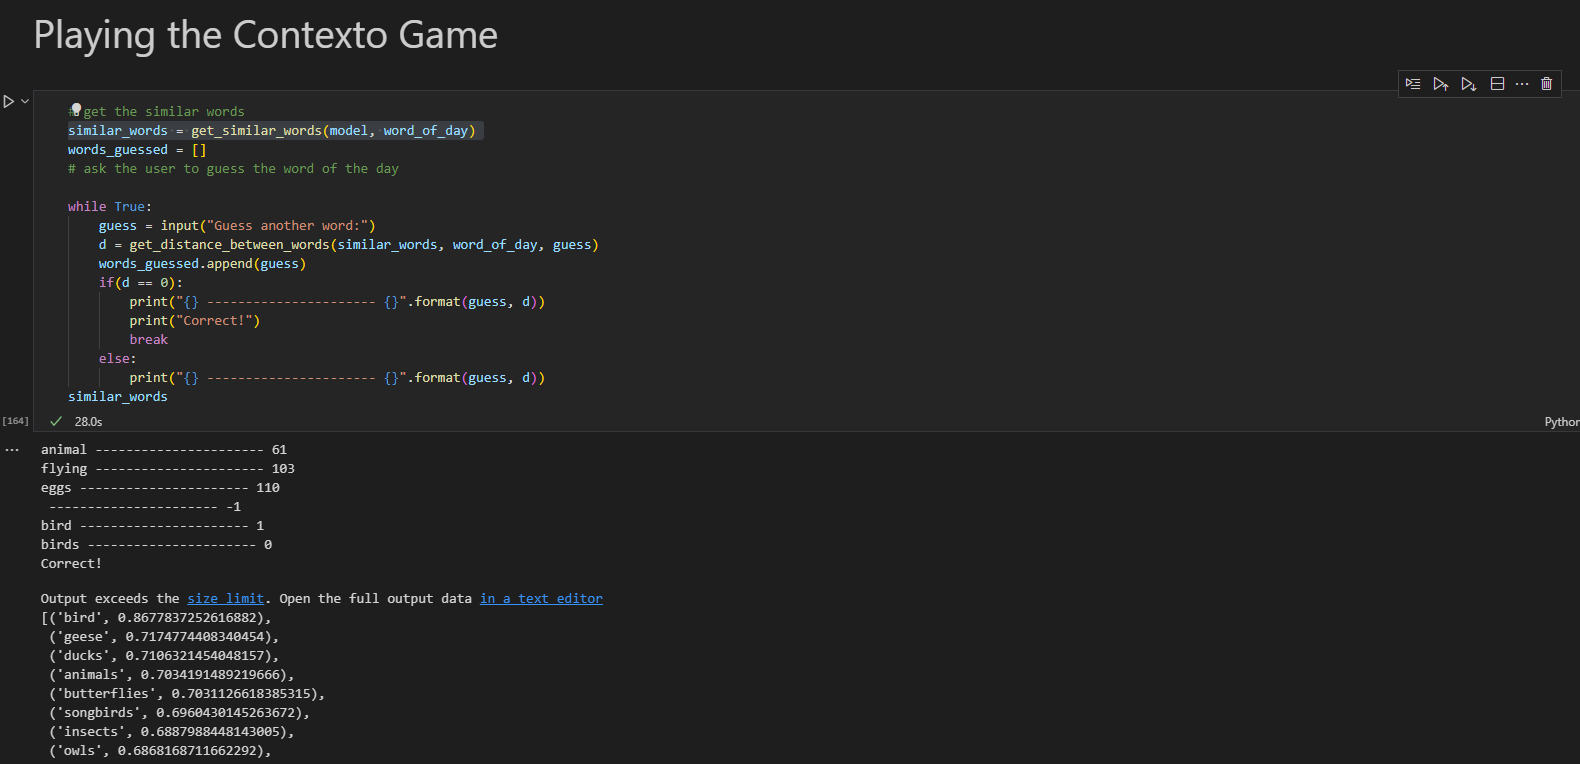 Playing the Contexto Game
# get the similar words
similar_words = get_similar_words(model, word_of_day)
words_guessed = []
# ask the user to guess the word of the day
while True:
guess = input("Guess another word:")
d = get_distance_between_words(similar_words, word_of_day, guess)
words_guessed.append(guess)
if(d == 0):
print("{} ---------------------- {}".format(guess, d))
print("Correct!")
break
else:
print("{} ---------------------- {}".format(guess, d))
similar_words
[164]
28.0s
Python
animal ---------------------- 61
flying ---------------------- 103
eggs ---------------------- 110
---------------------- -1
bird ---------------------- 1
birds ---------------------- 0
Correct!
Output exceeds the size limit. Open the full output data in a text editor
[('bird', 0.8677837252616882),
('geese', 0.7174774408340454),
('ducks', 0.7106321454048157),
('animals', 0.7034191489219666),
('butterflies', 0.7031126618385315),
('songbirds', 0.6960430145263672),
('insects', 0.6887988448143005),
('owls', 0.6868168711662292),